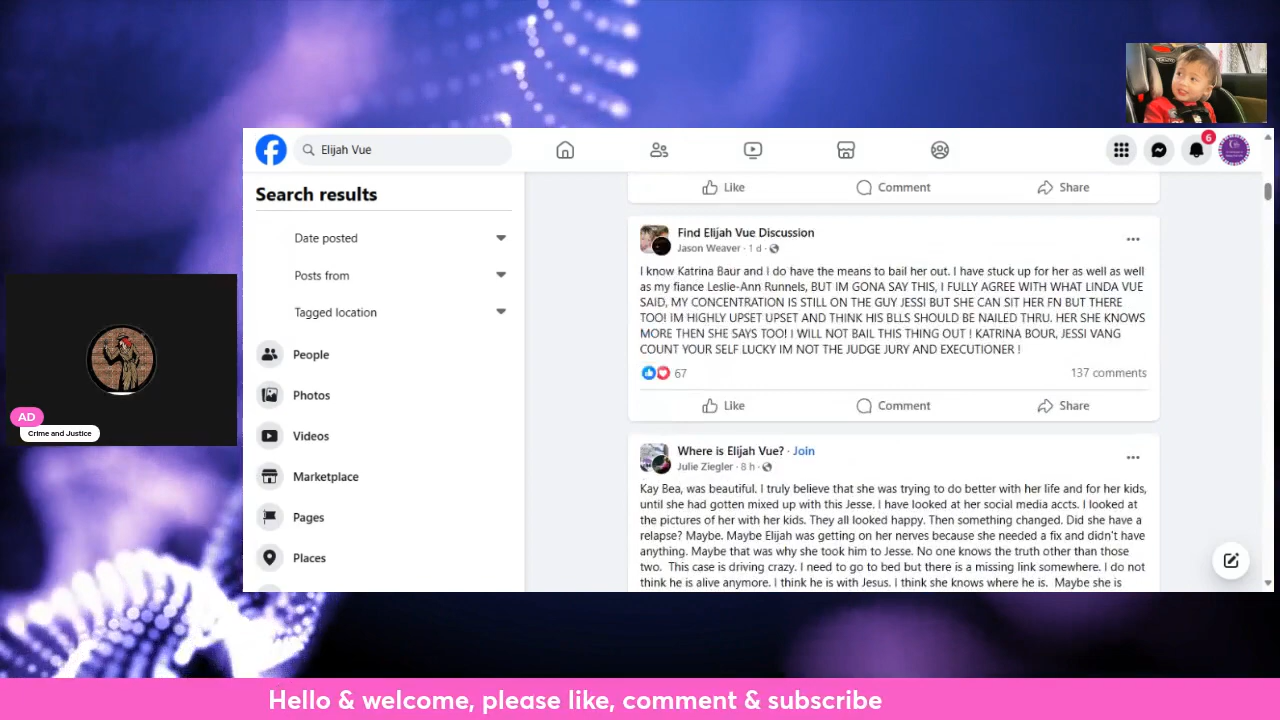 Elijah Vue
6
Search results
Date posted
Posts from
Tagged location
People
Photos
Videos
Marketplace
Pages
Places
Like
Comment
Share
Find Elijah Vue Discussion
Jason Weaver · 1 d ·
I know Katrina Baur and i do have the means to bail her out. I have stuck up for her as well as well
as my fiance Leslie-Ann Runnels, BUT IM GONA SAY THIS, I FULLY AGREE WITH WHAT LINDA VUE
SAID, MY CONCENTRATION IS STILL ON THE GUY JESSI BUT SHE CAN SIT HER FN BUT THERE
TOO! IM HIGHLY UPSET UPSET AND THINK HIS BLLS SHOULD BE NAILED THRU. HER SHE KNOWS
MORE THEN SHE SAYS TOO! I WILL NOT BAIL THIS THING OUT ! KATRINA BOUR, JESSI VANG
COUNT YOUR SELF LUCKY IM NOT THE JUDGE JURY AND EXECUTIONER !
67
137 comments
Like
Comment
Share
Where is Elijah Vue? · Join
Julie Ziegler · 8 h ·
Kay Bea, was beautiful. I truly believe that she was trying to do better with her life and for her kids,
until she had gotten mixed up with this Jesse. I have looked at her social media accts. I looked at
the pictures of her with her kids. They all looked happy. Then something changed. Did she have a
relapse? Maybe. Maybe Elijah was getting on her nerves because she needed a fix and didn't have
anything. Maybe that was why she took him to Jesse. No one knows the truth other than those
two. This case is driving crazy. I need to go to bed but there is a missing link somewhere. I do not
think he is alive anymore. I think he is with Jesus. I think she knows where he is. Maybe she is
AD
Crime and Justice
Hello & welcome, please like, comment & subscribe